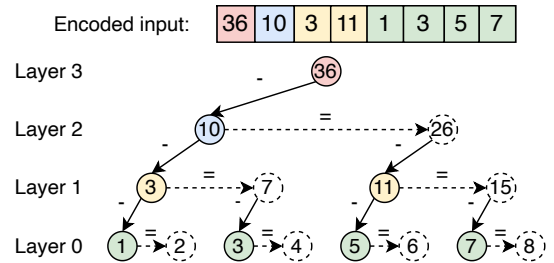 Encoded input: 36 10 3 11 1 3 5 7
Layer 3 - 36
Layer 2 - 10 = - 26
Layer 1 - 3 = - 7 - 11 = - 15
Layer 0 1 = 2 3 = 4 5 = 6 7 = 8